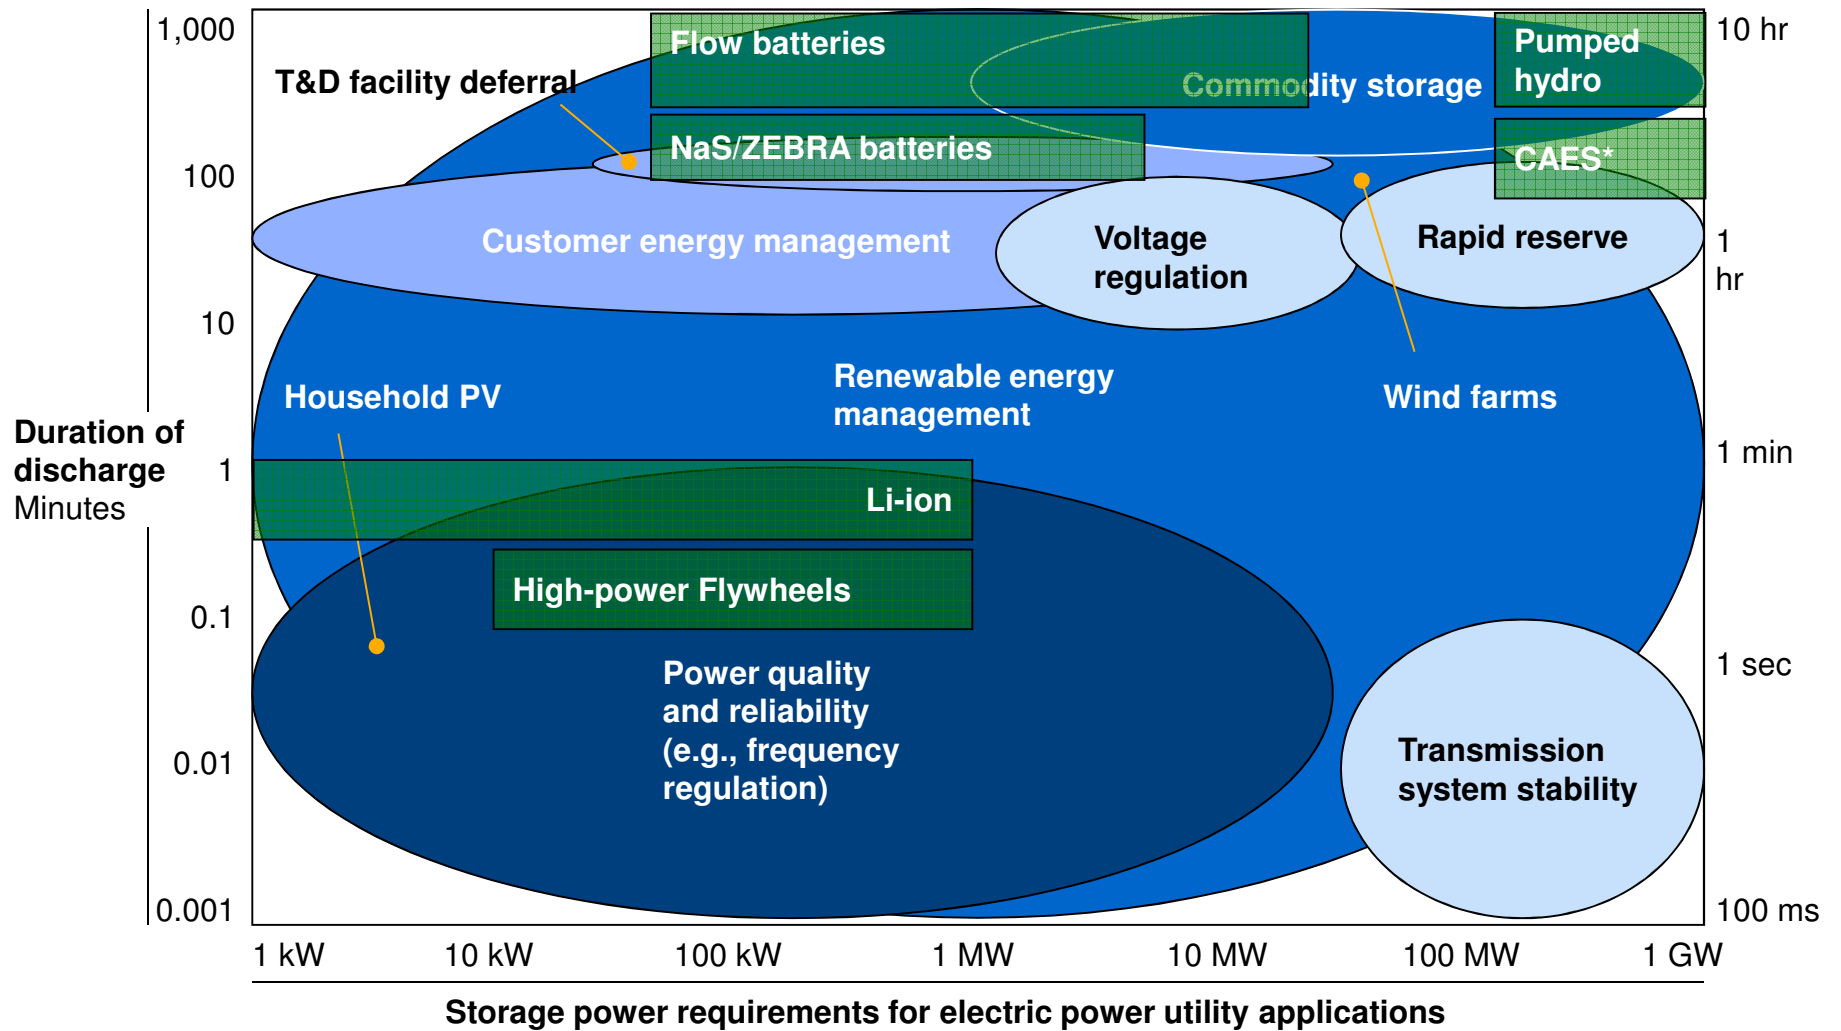 1,000
Flow batteries
Pumped
hydro
10 hr
T&D facility deferral
Commodity storage
NaS/ZEBRA batteries
CAES*
100
Customer energy management
Voltage
regulation
Rapid reserve
1
hr
10
Household PV
Renewable energy
management
Wind farms
Duration of
discharge
Minutes
1
Li-ion
1 min
High-power Flywheels
0.1
Power quality
and reliability
(e.g., frequency
regulation)
1 sec
0.01
Transmission
system stability
0.001
100 ms
1 kW
10 kW
100 kW
1 MW
10 MW
100 MW
1 GW
Storage power requirements for electric power utility applications